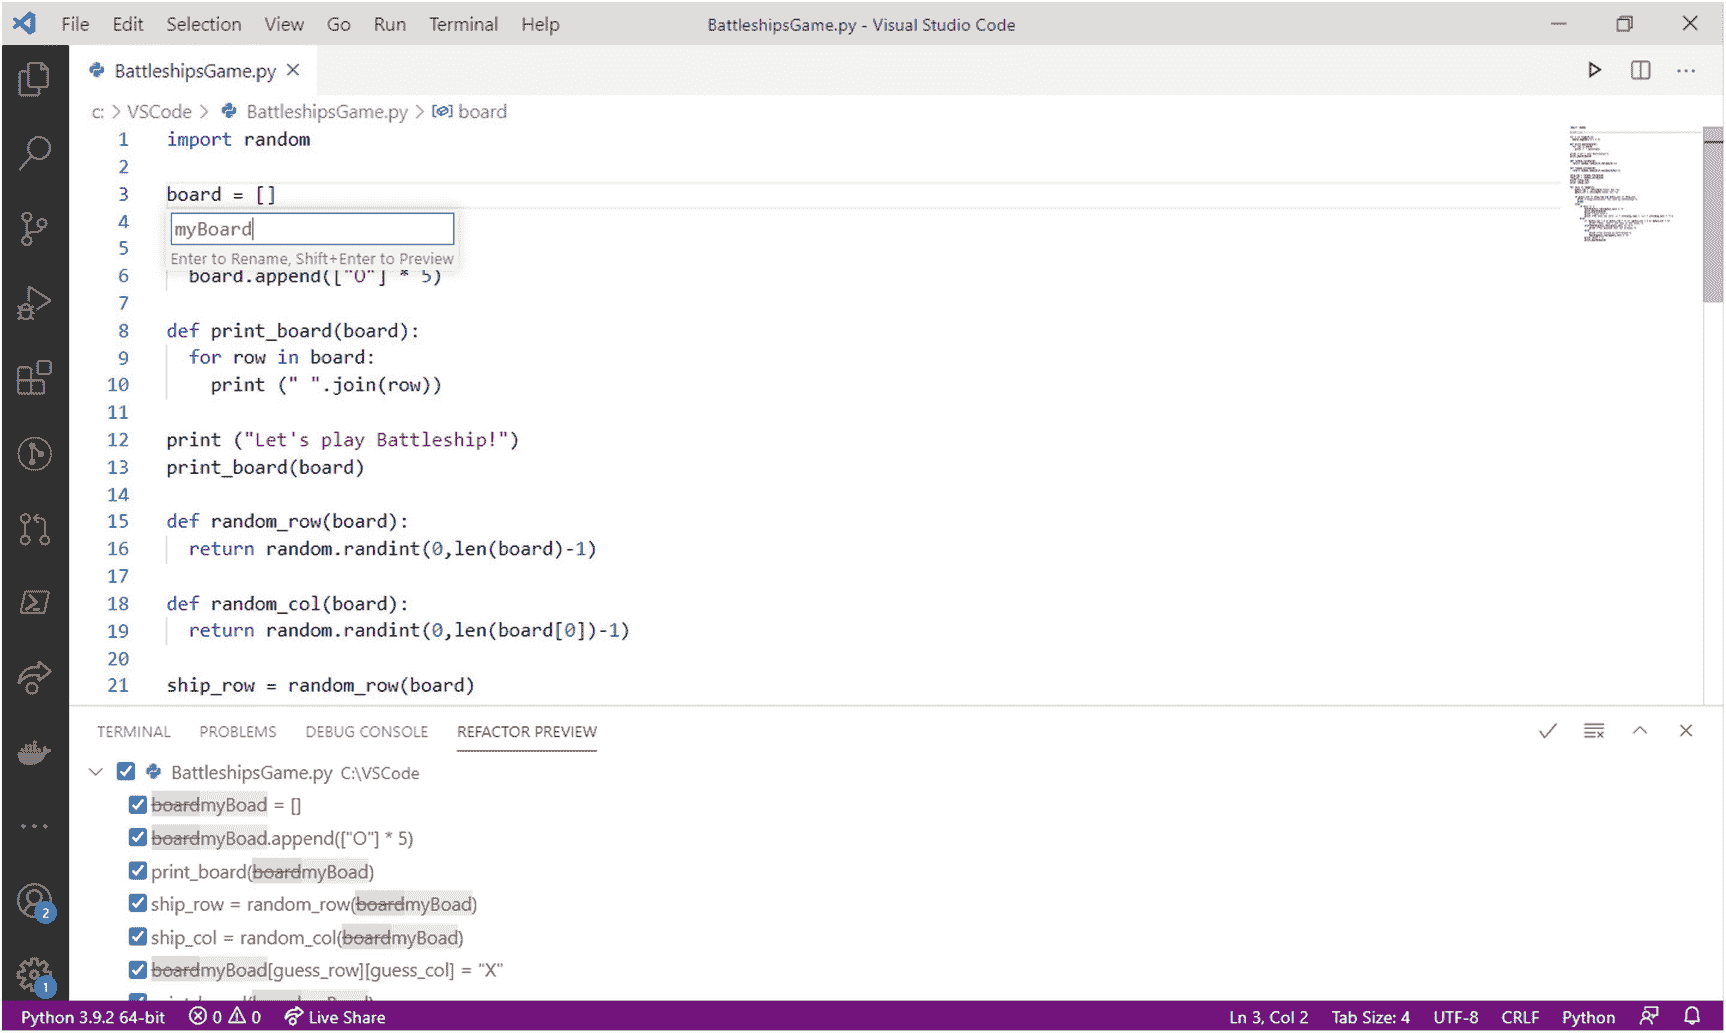 File Edit Selection View Go Run Terminal Help BattleshipsGame.py - Visual Studio Code
BattleshipsGame.py
c: > VSCode > BattleshipsGame.py > board
1 import random
2
3 board = []
4
myBoard
5
Enter to Rename, Shift+Enter to Preview
6 board.append(["O"] * 5)
7
8 def print_board(board):
9 for row in board:
10 print (" ".join(row))
11
12 print ("Let's play Battleship!")
13 print_board(board)
14
15 def random_row(board):
16 return random.randint(0,len(board)-1)
17
18 def random_col(board):
19 return random.randint(0,len(board[0])-1)
20
21 ship_row = random_row(board)
TERMINAL PROBLEMS DEBUG CONSOLE REFACTOR PREVIEW
BattleshipsGame.py C:\VSCode
boardmyBoad = []
boardmyBoad.append(["O"] * 5)
print_board(boardmyBoad)
ship_row = random_row(boardmyBoad)
ship_col = random_col(boardmyBoad)
boardmyBoad[guess_row][guess_col] = "X"
2
1
Python 3.9.2 64-bit 0 0 Live Share Ln 3, Col 2 Tab Size: 4 UTF-8 CRLF Python